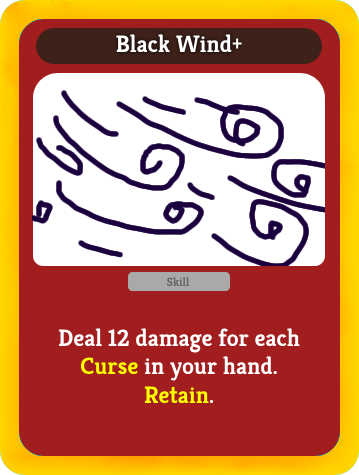 Black Wind+
Skill
Deal 12 damage for each
Curse in your hand.
Retain.